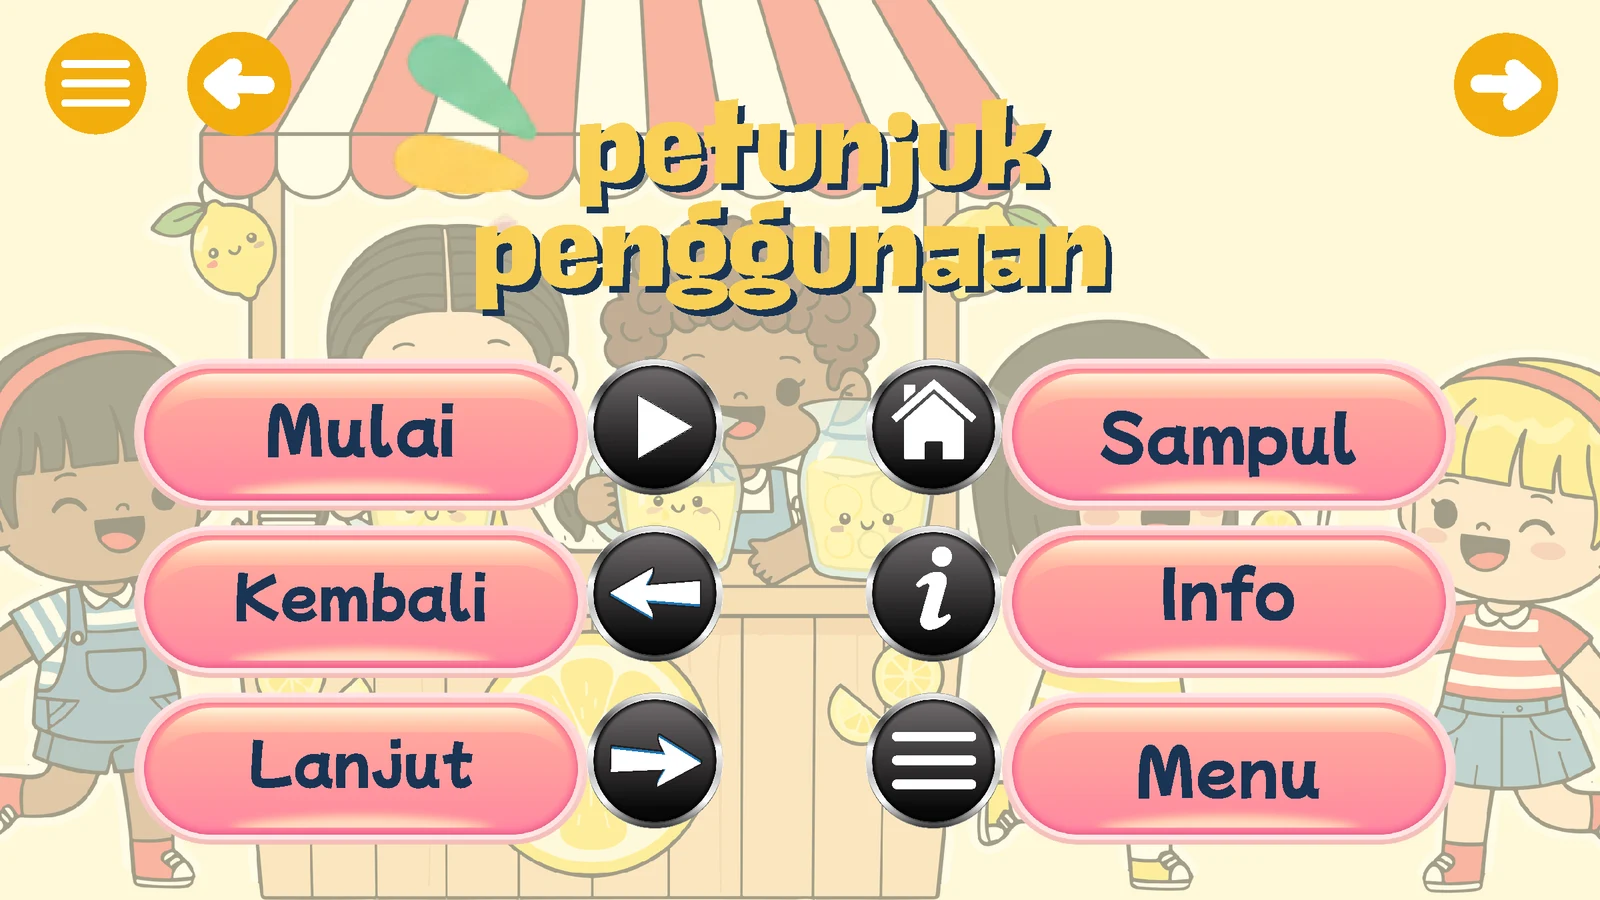 petunjuk
penggunaan
Mulai
Sampul
Kembali
Info
Lanjut
Menu